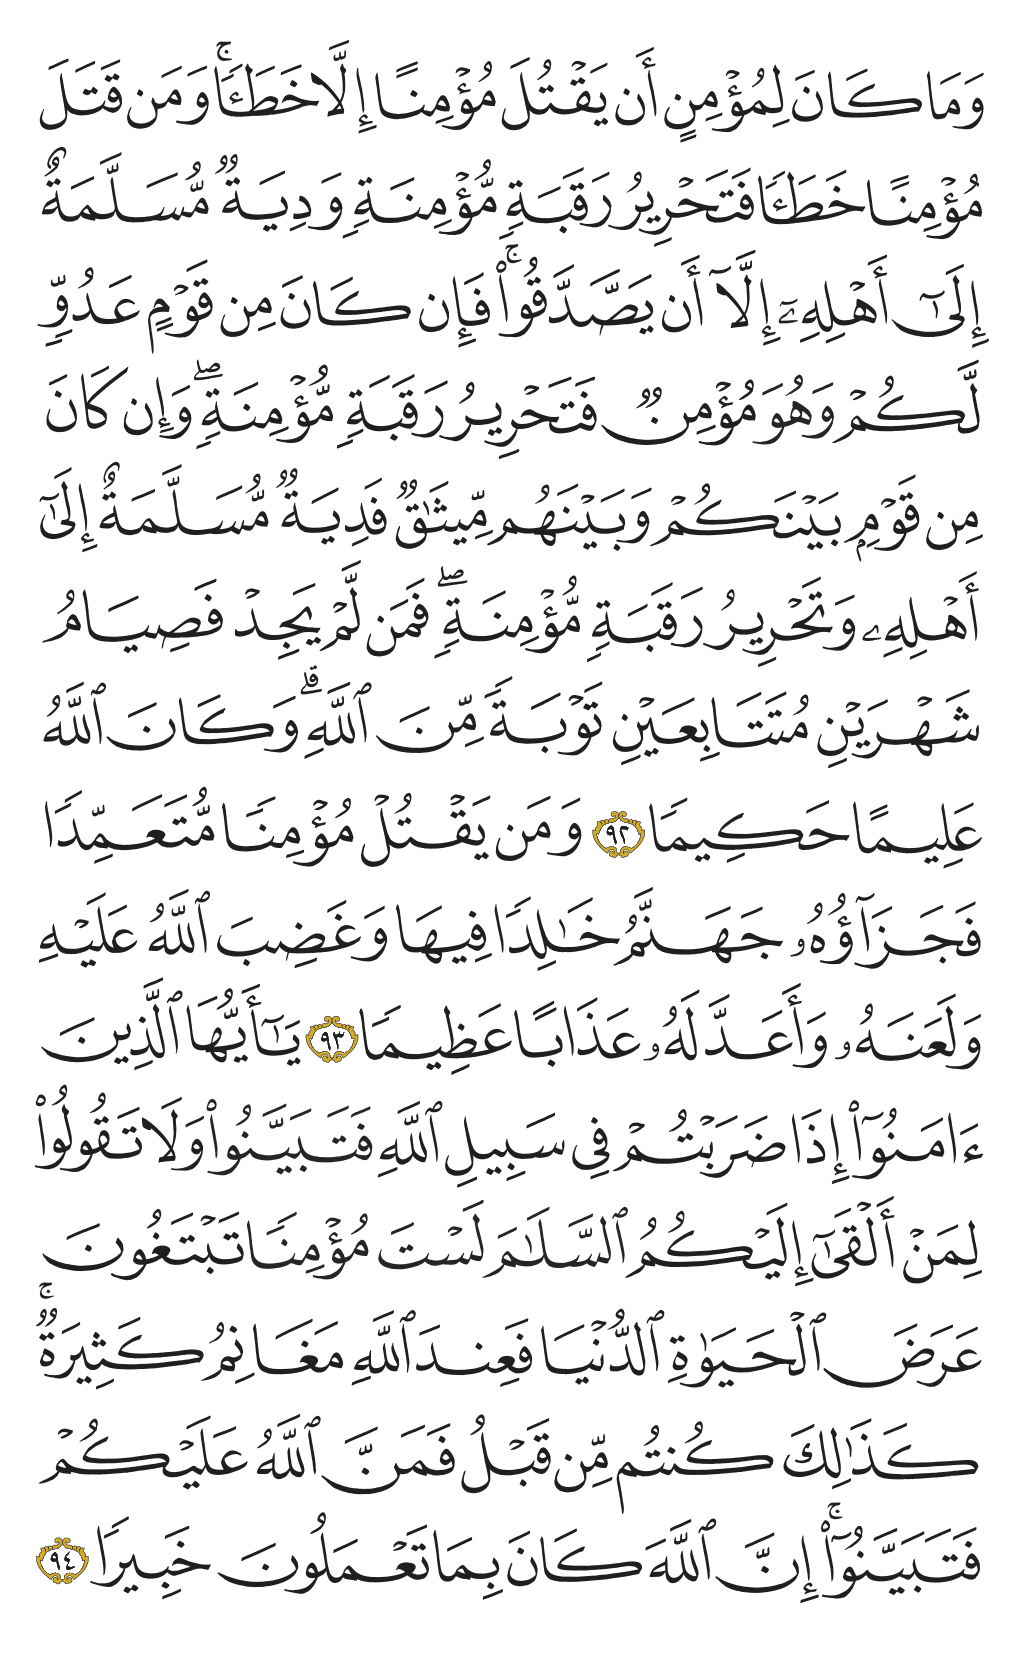 وَمَا كَانَ لِمُؤْمِنٍ أَن يَقْتُلَ مُؤْمِنًا إِلَّا خَطَـًٔا ۚ وَمَن قَتَلَ
مُؤْمِنًا خَطَـًٔا فَتَحْرِيرُ رَقَبَةٍ مُّؤْمِنَةٍ وَدِيَةٌ مُّسَلَّمَةٌ
إِلَىٰٓ أَهْلِهِۦٓ إِلَّآ أَن يَصَّدَّقُوا۟ ۚ فَإِن كَانَ مِن قَوْمٍ عَدُوٍّ
لَّكُمْ وَهُوَ مُؤْمِنٌ فَتَحْرِيرُ رَقَبَةٍ مُّؤْمِنَةٍ ۖ وَإِن كَانَ
مِن قَوْمٍۭ بَيْنَكُمْ وَبَيْنَهُم مِّيثَـٰقٌ فَدِيَةٌ مُّسَلَّمَةٌ إِلَىٰٓ
أَهْلِهِۦ وَتَحْرِيرُ رَقَبَةٍ مُّؤْمِنَةٍ ۖ فَمَن لَّمْ يَجِدْ فَصِيَامُ
شَهْرَيْنِ مُتَتَابِعَيْنِ تَوْبَةً مِّنَ ٱللَّهِ ۗ وَكَانَ ٱللَّهُ
عَلِيمًا حَكِيمًا ٩٢ وَمَن يَقْتُلْ مُؤْمِنًا مُّتَعَمِّدًا
فَجَزَآؤُهُۥ جَهَنَّمُ خَـٰلِدًا فِيهَا وَغَضِبَ ٱللَّهُ عَلَيْهِ
وَلَعَنَهُۥ وَأَعَدَّ لَهُۥ عَذَابًا عَظِيمًا ٩٣ يَـٰٓأَيُّهَا ٱلَّذِينَ
ءَامَنُوٓا۟ إِذَا ضَرَبْتُمْ فِى سَبِيلِ ٱللَّهِ فَتَبَيَّنُوا۟ وَلَا تَقُولُوا۟
لِمَنْ أَلْقَىٰٓ إِلَيْكُمُ ٱلسَّلَـٰمَ لَسْتَ مُؤْمِنًا تَبْتَغُونَ
عَرَضَ ٱلْحَيَوٰةِ ٱلدُّنْيَا فَعِندَ ٱللَّهِ مَغَانِمُ كَثِيرَةٌ ۚ
كَذَٰلِكَ كُنتُم مِّن قَبْلُ فَمَنَّ ٱللَّهُ عَلَيْكُمْ
فَتَبَيَّنُوٓا۟ ۚ إِنَّ ٱللَّهَ كَانَ بِمَا تَعْمَلُونَ خَبِيرًا ٩٤